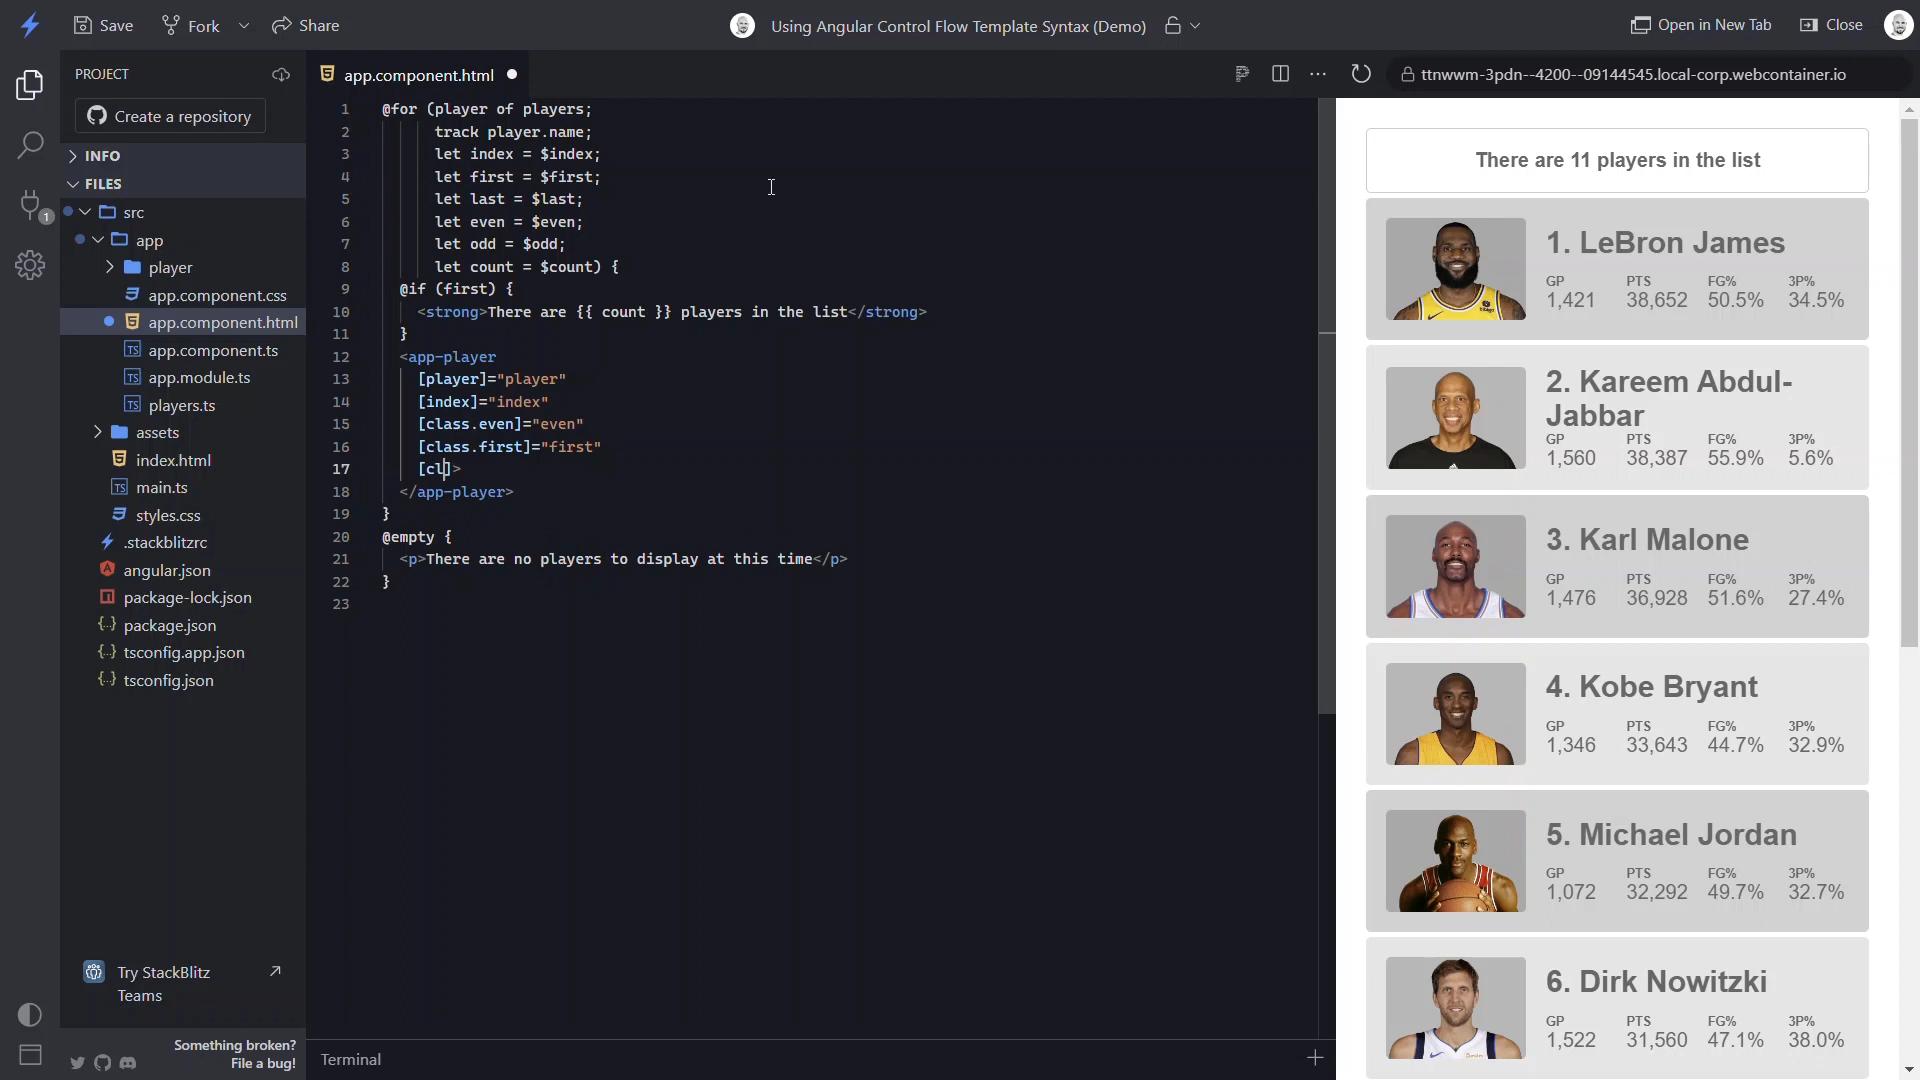 Save
Fork
Share
Using Angular Control Flow Template Syntax (Demo)
Open in New Tab
Close
PROJECT
Create a repository
INFO
FILES
src
app
player
app.component.css
app.component.html
app.component.ts
app.module.ts
players.ts
assets
index.html
main.ts
styles.css
.stackblitzrc
angular.json
package-lock.json
package.json
tsconfig.app.json
tsconfig.json
1
Try StackBlitz
Teams
Something broken?
File a bug!
app.component.html
1 @for (player of players;
2 track player.name;
3 let index = $index;
4 let first = $first;
5 let last = $last;
6 let even = $even;
7 let odd = $odd;
8 let count = $count) {
9 @if (first) {
10 <strong>There are {{ count }} players in the list</strong>
11 }
12 <app-player
13 [player]="player"
14 [index]="index"
15 [class.even]="even"
16 [class.first]="first"
17 [cl]>
18 </app-player>
19 }
20 @empty {
21 <p>There are no players to display at this time</p>
22 }
23
Terminal
ttnwwm-3pdn--4200--09144545.local-corp.webcontainer.io
There are 11 players in the list
1. LeBron James
GP PTS FG% 3P%
1,421 38,652 50.5% 34.5%
2. Kareem Abdul-
Jabbar
GP PTS FG% 3P%
1,560 38,387 55.9% 5.6%
3. Karl Malone
GP PTS FG% 3P%
1,476 36,928 51.6% 27.4%
4. Kobe Bryant
GP PTS FG% 3P%
1,346 33,643 44.7% 32.9%
5. Michael Jordan
GP PTS FG% 3P%
1,072 32,292 49.7% 32.7%
6. Dirk Nowitzki
GP PTS FG% 3P%
1,522 31,560 47.1% 38.0%